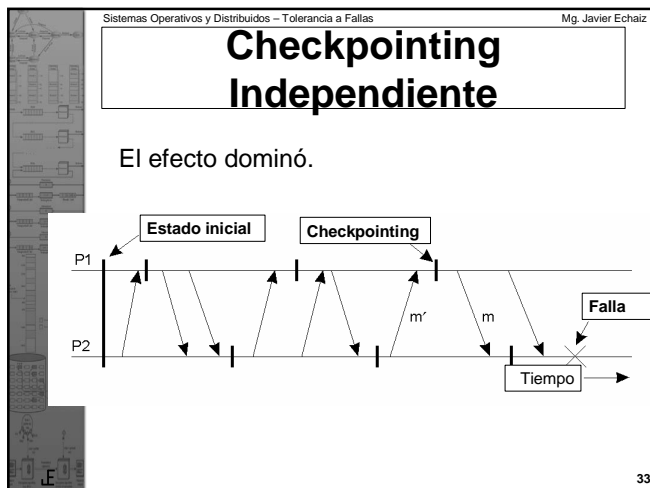 Sistemas Operativos y Distribuidos – Tolerancia a Fallas Mg. Javier Echaiz
Checkpointing
Independiente
El efecto dominó.
Estado inicial
Checkpointing
P1
Falla
m′
m
P2
Tiempo
JE
33